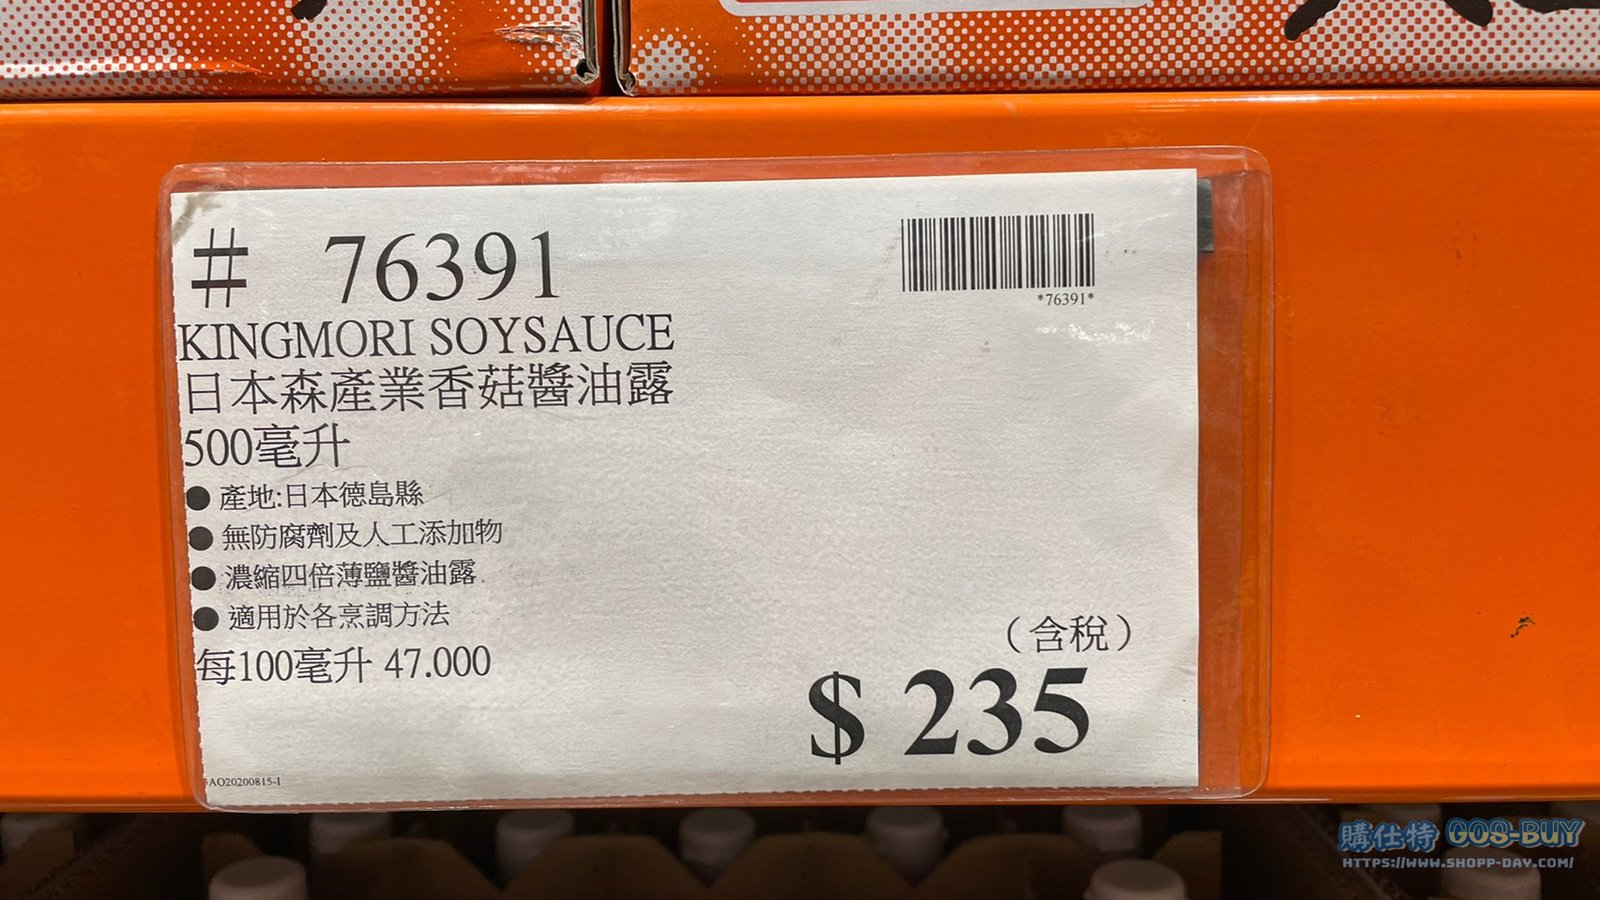 # 76391
*76391*
KINGMORI SOYSAUCE
日本森產業香菇醬油露
500毫升
● 產地:日本德島縣
● 無防腐劑及人工添加物
● 濃縮四倍薄鹽醬油露
● 適用於各烹調方法
每100毫升 47.000
（含稅）
$ 235
AO20200815-1
購仕特 GOS-BUY
HTTPS://WWW.SHOPP-DAY.COM/